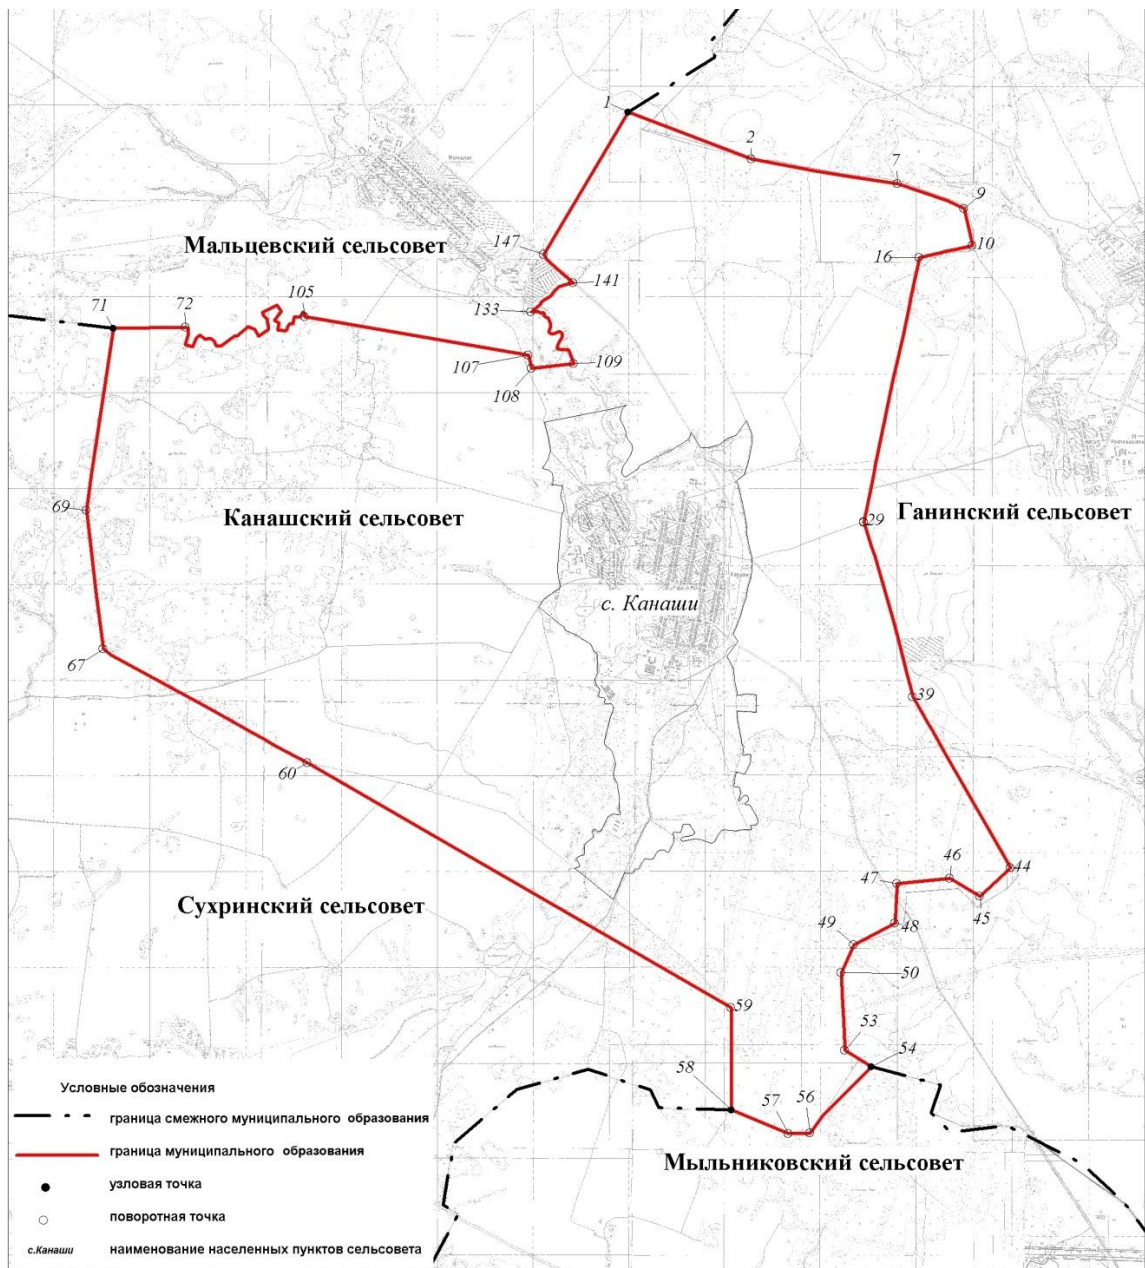 1
2
7
9
10
147
16
Мальцевский сельсовет
141
71
72
105
133
107
109
108
69
Канашский сельсовет
Ганинский сельсовет
29
с. Канаши
67
39
60
46
44
47
Сухринский сельсовет
45
48
49
50
59
53
54
58
57
56
Мыльниковский сельсовет
Условные обозначения
граница смежного муниципального образования
граница муниципального образования
узловая точка
поворотная точка
с.Канаши наименование населенных пунктов сельсовета